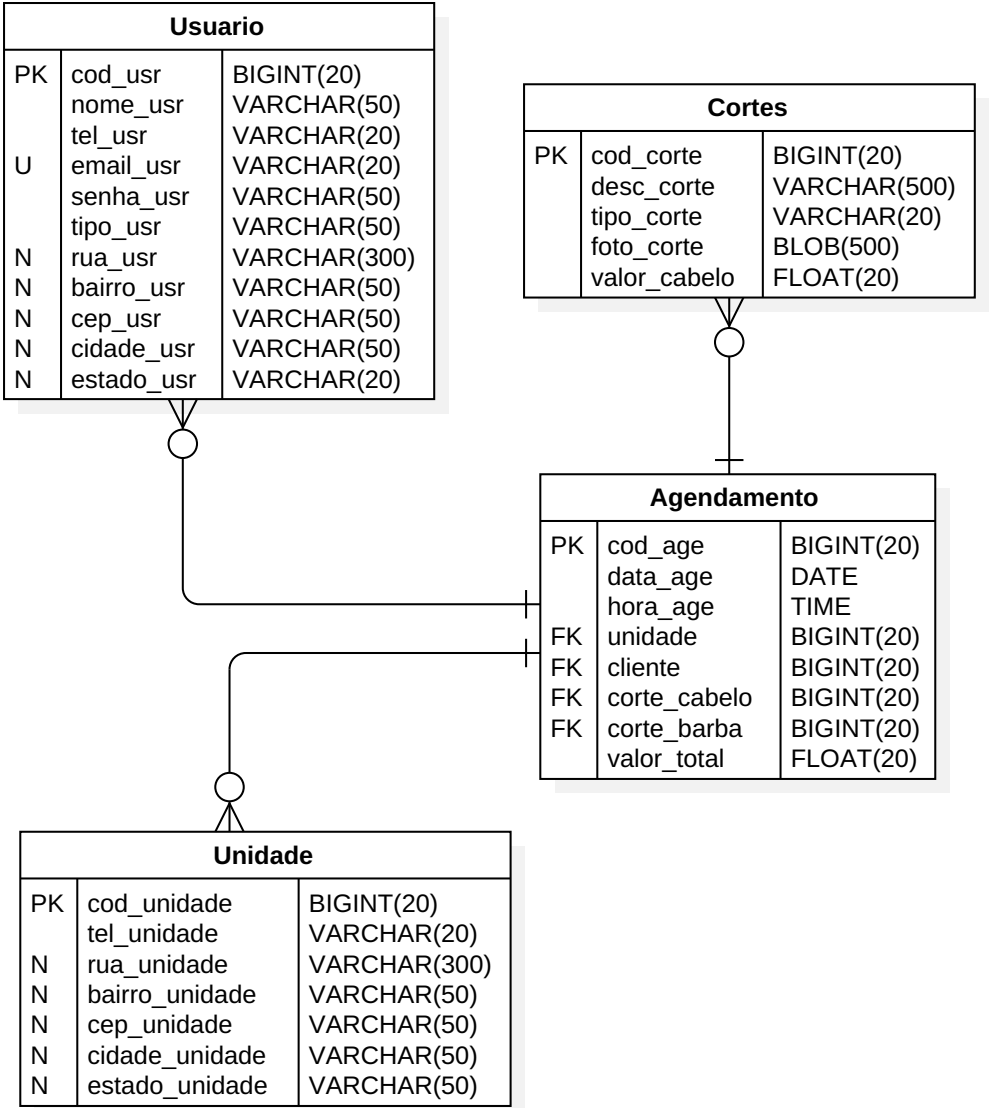 Usuario
PK cod_usr BIGINT(20)
nome_usr VARCHAR(50)
tel_usr VARCHAR(20)
U email_usr VARCHAR(20)
senha_usr VARCHAR(50)
tipo_usr VARCHAR(50)
N rua_usr VARCHAR(300)
N bairro_usr VARCHAR(50)
N cep_usr VARCHAR(50)
N cidade_usr VARCHAR(50)
N estado_usr VARCHAR(20)
Cortes
PK cod_corte BIGINT(20)
desc_corte VARCHAR(500)
tipo_corte VARCHAR(20)
foto_corte BLOB(500)
valor_cabelo FLOAT(20)
Agendamento
PK cod_age BIGINT(20)
data_age DATE
hora_age TIME
FK unidade BIGINT(20)
FK cliente BIGINT(20)
FK corte_cabelo BIGINT(20)
FK corte_barba BIGINT(20)
valor_total FLOAT(20)
Unidade
PK cod_unidade BIGINT(20)
tel_unidade VARCHAR(20)
N rua_unidade VARCHAR(300)
N bairro_unidade VARCHAR(50)
N cep_unidade VARCHAR(50)
N cidade_unidade VARCHAR(50)
N estado_unidade VARCHAR(50)